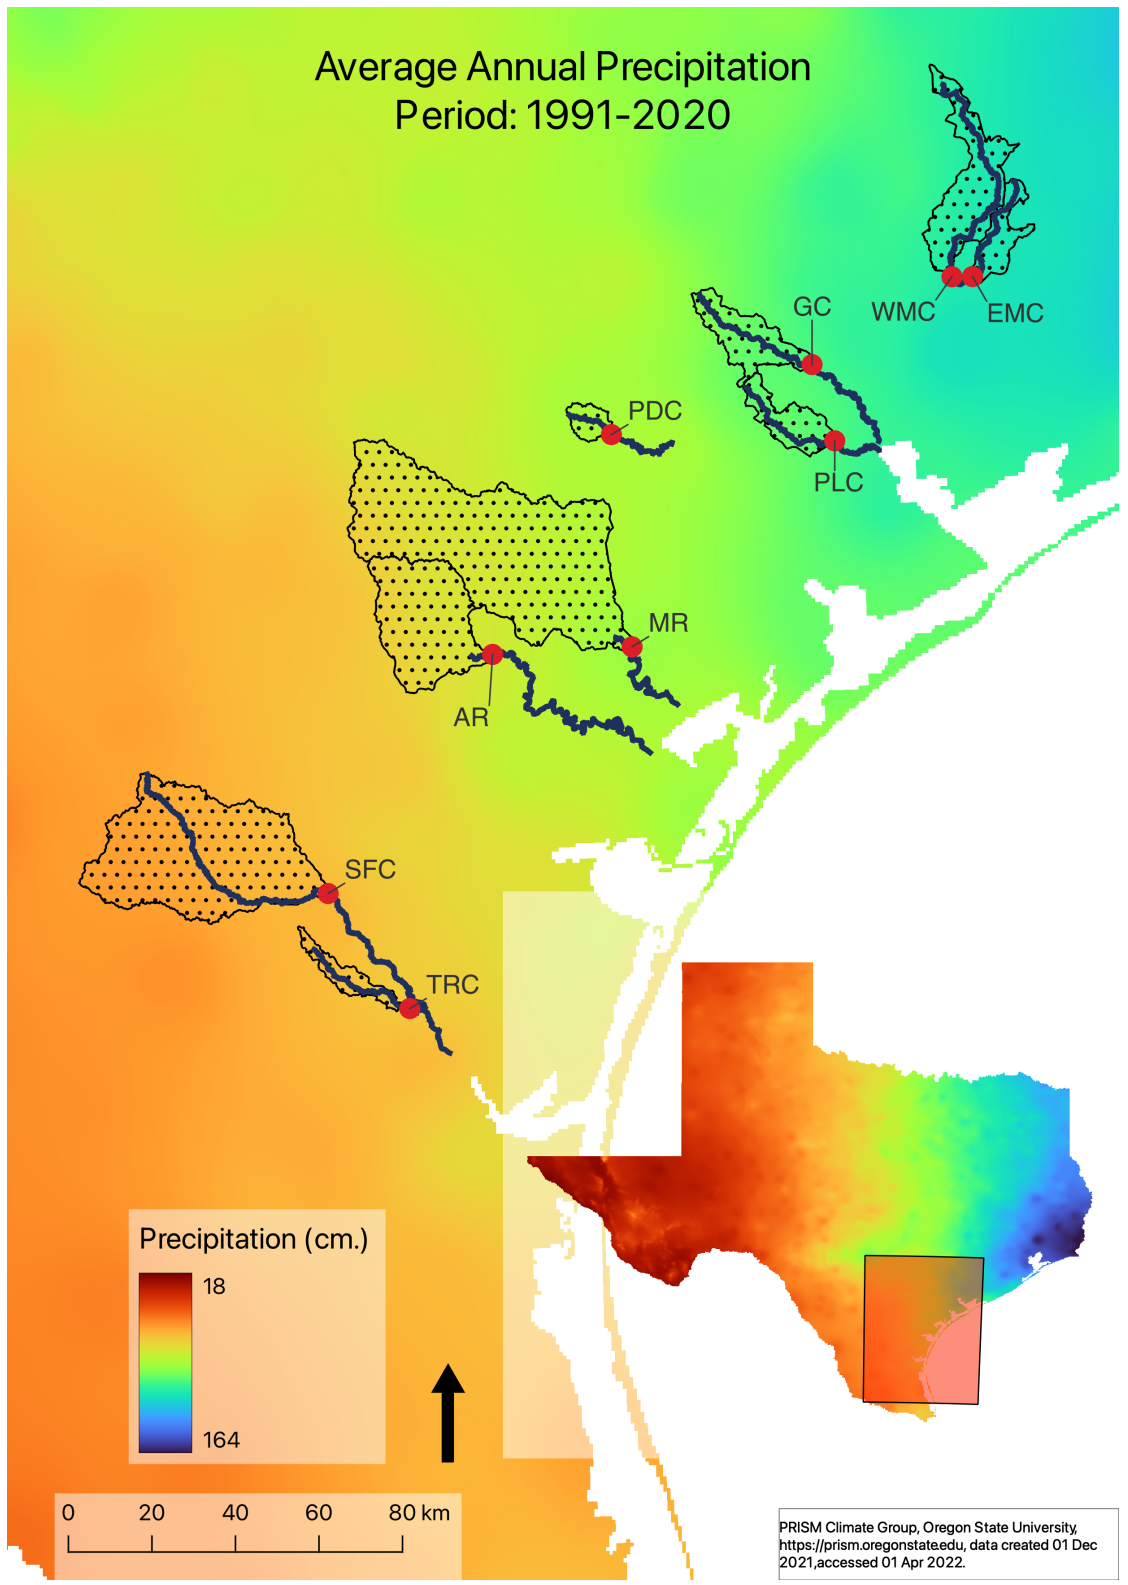 Average Annual Precipitation
Period: 1991-2020
GC
WMC
EMC
PDC
PLC
MR
AR
SFC
TRC
Precipitation (cm.)
18
164
0 20 40 60 80 km
PRISM Climate Group, Oregon State University,
https://prism.oregonstate.edu, data created 01 Dec
2021,accessed 01 Apr 2022.